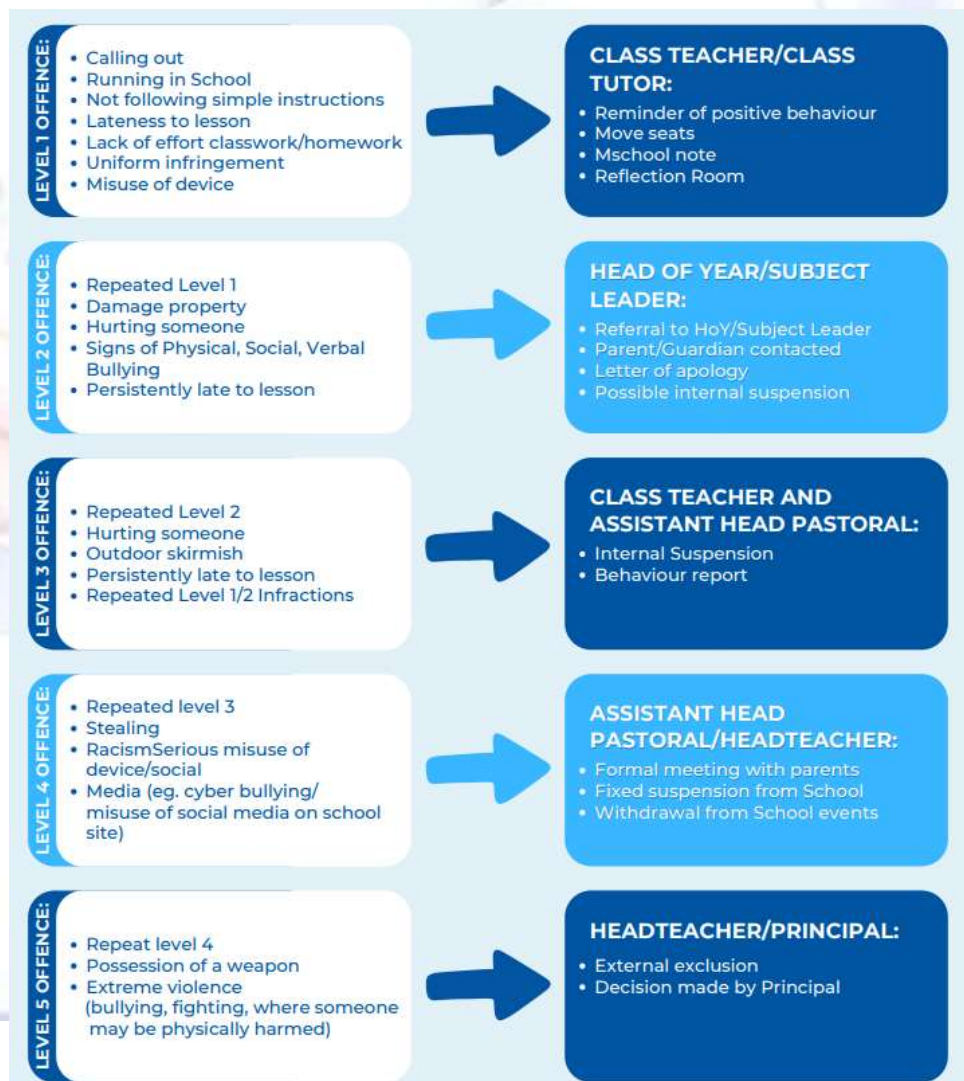 LEVEL 1 OFFENCE:
• Calling out
• Running in School
• Not following simple instructions
• Lateness to lesson
• Lack of effort classwork/homework
• Uniform infringement
• Misuse of device
CLASS TEACHER/CLASS
TUTOR:
• Reminder of positive behaviour
• Move seats
• Mschool note
• Reflection Room
LEVEL 2 OFFENCE:
• Repeated Level 1
• Damage property
• Hurting someone
• Signs of Physical, Social, Verbal
Bullying
• Persistently late to lesson
HEAD OF YEAR/SUBJECT
LEADER:
• Referral to HoY/Subject Leader
• Parent/Guardian contacted
• Letter of apology
• Possible internal suspension
LEVEL 3 OFFENCE:
• Repeated Level 2
• Hurting someone
• Outdoor skirmish
• Persistently late to lesson
• Repeated Level 1/2 Infractions
CLASS TEACHER AND
ASSISTANT HEAD PASTORAL:
• Internal Suspension
• Behaviour report
LEVEL 4 OFFENCE:
• Repeated level 3
• Stealing
• RacismSerious misuse of
device/social
• Media (eg. cyber bullying/
misuse of social media on school
site)
ASSISTANT HEAD
PASTORAL/HEADTEACHER:
• Formal meeting with parents
• Fixed suspension from School
• Withdrawal from School events
LEVEL 5 OFFENCE:
• Repeat level 4
• Possession of a weapon
• Extreme violence
(bullying, fighting, where someone
may be physically harmed)
HEADTEACHER/PRINCIPAL:
• External exclusion
• Decision made by Principal